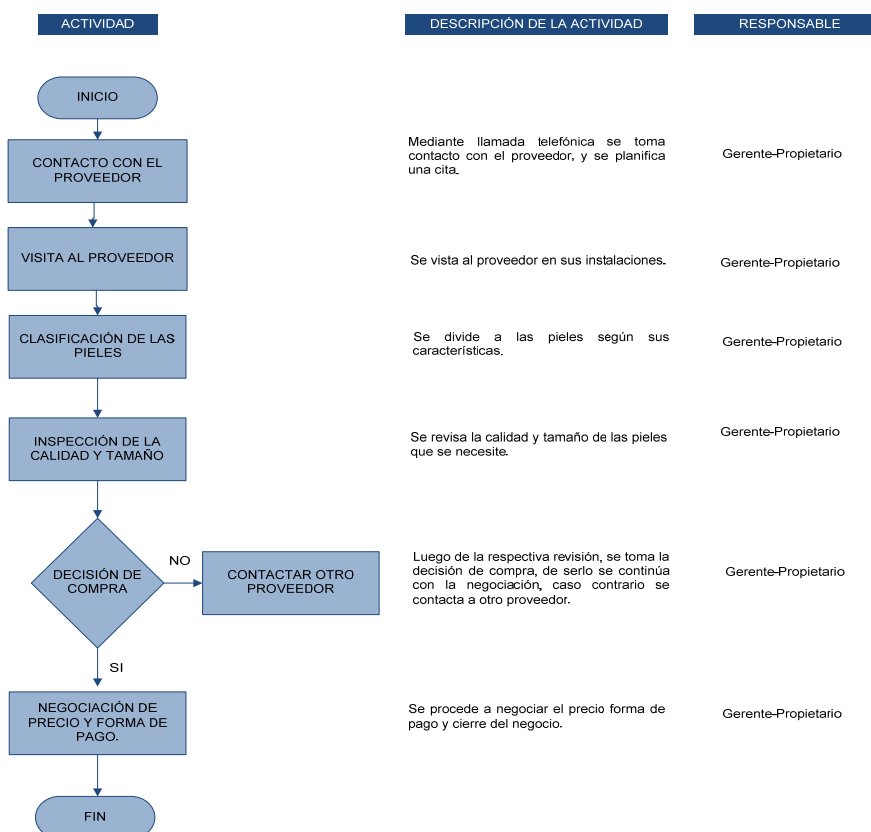 ACTIVIDAD
DESCRIPCIÓN DE LA ACTIVIDAD
RESPONSABLE
INICIO
CONTACTO CON EL
PROVEEDOR
Mediante llamada telefónica se toma
contacto con el proveedor, y se planifica
una cita.
Gerente-Propietario
VISITA AL PROVEEDOR
Se vista al proveedor en sus instalaciones.
Gerente-Propietario
CLASIFICACIÓN DE LAS
PIELES
Se divide a las pieles según sus
características.
Gerente-Propietario
INSPECCIÓN DE LA
CALIDAD Y TAMAÑO
Se revisa la calidad y tamaño de las pieles
que se necesite.
Gerente-Propietario
DECISIÓN DE
COMPRA
NO
CONTACTAR OTRO
PROVEEDOR
Luego de la respectiva revisión, se toma la
decisión de compra, de serlo se continúa
con la negociación, caso contrario se
contacta a otro proveedor.
Gerente-Propietario
SI
NEGOCIACIÓN DE
PRECIO Y FORMA DE
PAGO.
Se procede a negociar el precio forma de
pago y cierre del negocio.
Gerente-Propietario
FIN